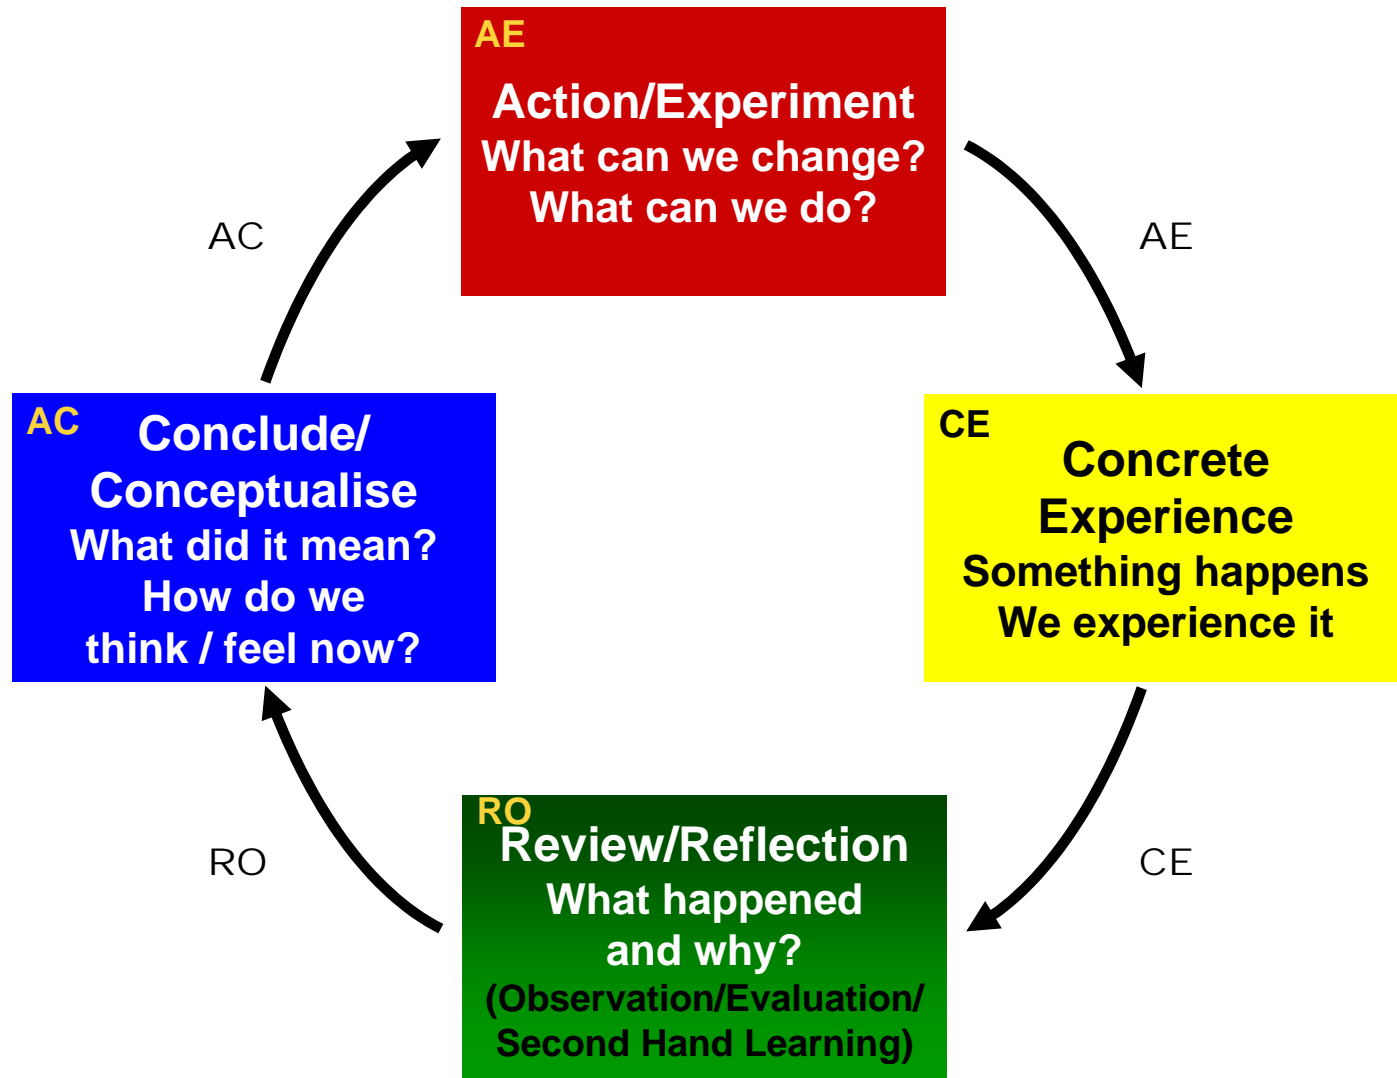 AE
Action/Experiment
What can we change?
What can we do?
AC
AE
AC
Conclude/
Conceptualise
What did it mean?
How do we
think / feel now?
CE
Concrete
Experience
Something happens
We experience it
RO
CE
RO
Review/Reflection
What happened
and why?
(Observation/Evaluation/
Second Hand Learning)